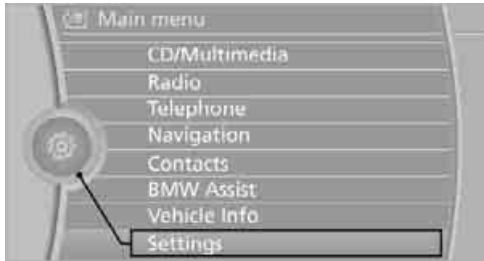 Main menu
CD/Multimedia
Radio
Telephone
Navigation
Contacts
BMW Assist
Vehicle Info
Settings